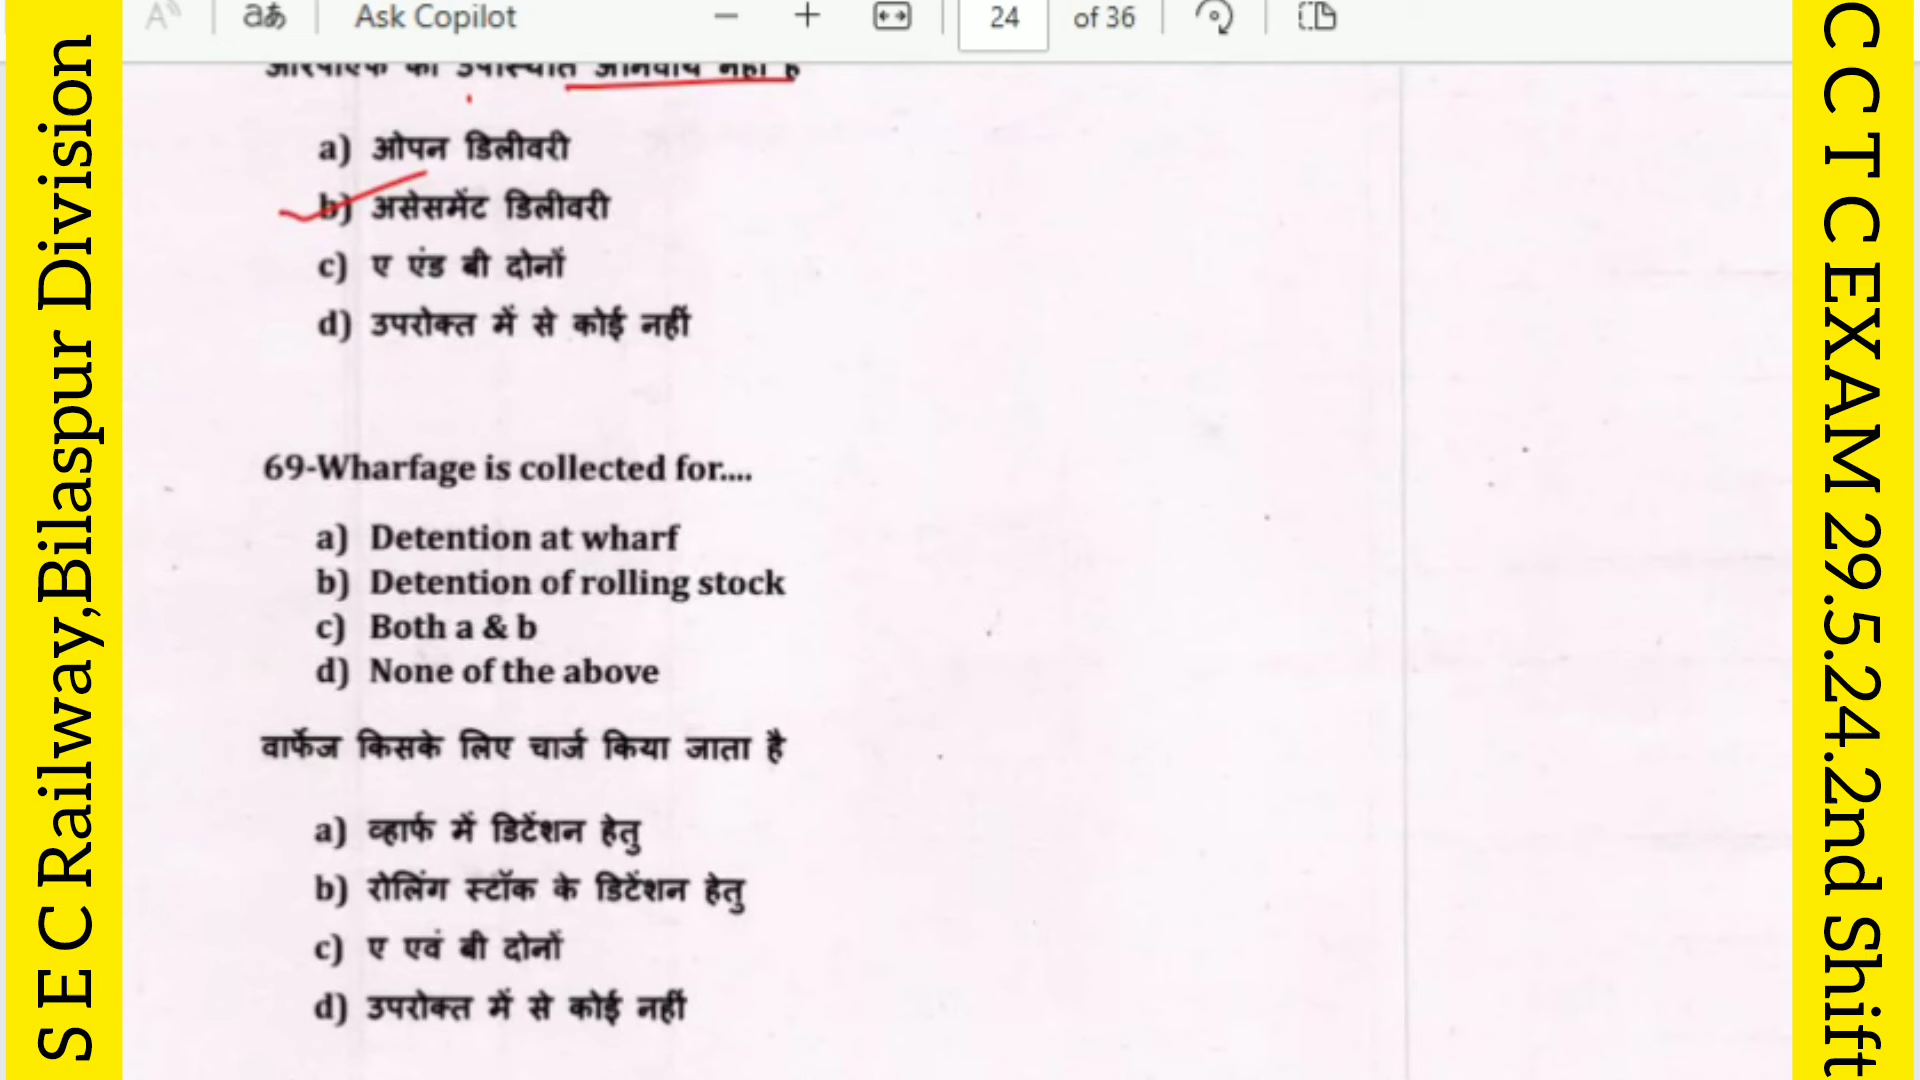 Ask Copilot
24 of 36
a) ओपन डिलीवरी
b) असेसमेंट डिलीवरी
c) ए एंड बी दोनों
d) उपरोक्त में से कोई नहीं
69-Wharfage is collected for....
a) Detention at wharf
b) Detention of rolling stock
c) Both a & b
d) None of the above
वार्फेज किसके लिए चार्ज किया जाता है
a) व्हार्फ में डिटेंशन हेतु
b) रोलिंग स्टॉक के डिटेंशन हेतु
c) ए एवं बी दोनों
d) उपरोक्त में से कोई नहीं
S E C Railway,Bilaspur Division
C C T C EXAM 29.5.24.2nd Shift